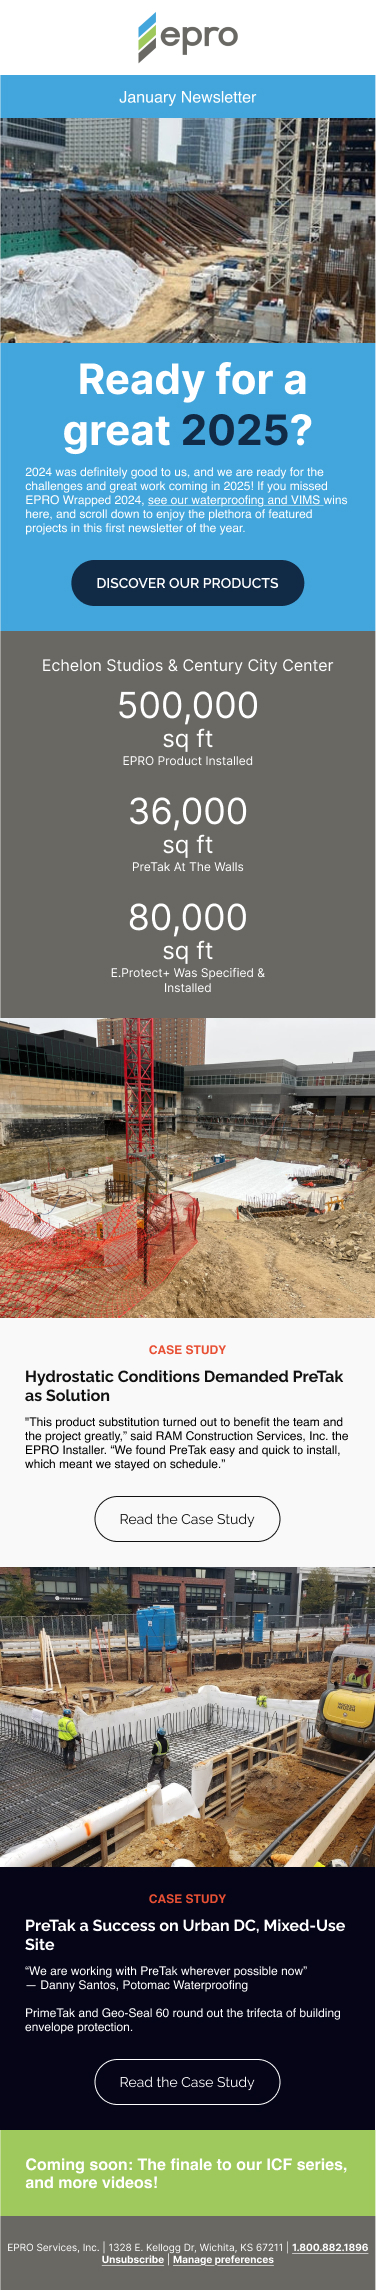 epro
January Newsletter
Ready for a
great 2025?
2024 was definitely good to us, and we are ready for the
challenges and great work coming in 2025! If you missed
EPRO Wrapped 2024, see our waterproofing and VIMS wins
here, and scroll down to enjoy the plethora of featured
projects in this first newsletter of the year.
DISCOVER OUR PRODUCTS
Echelon Studios & Century City Center
500,000
sq ft
EPRO Product Installed
36,000
sq ft
PreTak At The Walls
80,000
sq ft
E.Protect+ Was Specified &
Installed
CASE STUDY
Hydrostatic Conditions Demanded PreTak
as Solution
"This product substitution turned out to benefit the team and
the project greatly,” said RAM Construction Services, Inc. the
EPRO Installer. “We found PreTak easy and quick to install,
which meant we stayed on schedule.”
Read the Case Study
CASE STUDY
PreTak a Success on Urban DC, Mixed-Use
Site
“We are working with PreTak wherever possible now”
— Danny Santos, Potomac Waterproofing
PrimeTak and Geo-Seal 60 round out the trifecta of building
envelope protection.
Read the Case Study
Coming soon: The finale to our ICF series,
and more videos!
EPRO Services, Inc. | 1328 E. Kellogg Dr, Wichita, KS 67211 | 1.800.882.1896
Unsubscribe | Manage preferences